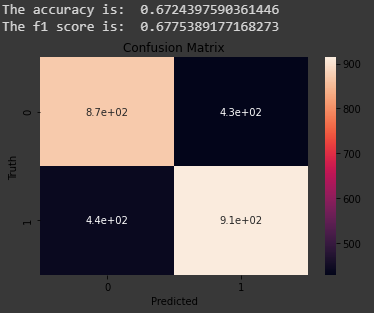 The accuracy is:  0.6724397590361446
The f1 score is:  0.6775389177168273
Confusion Matrix
0
8.7e+02
4.3e+02
Truth
1
4.4e+02
9.1e+02
0
1
Predicted
900
800
700
600
500